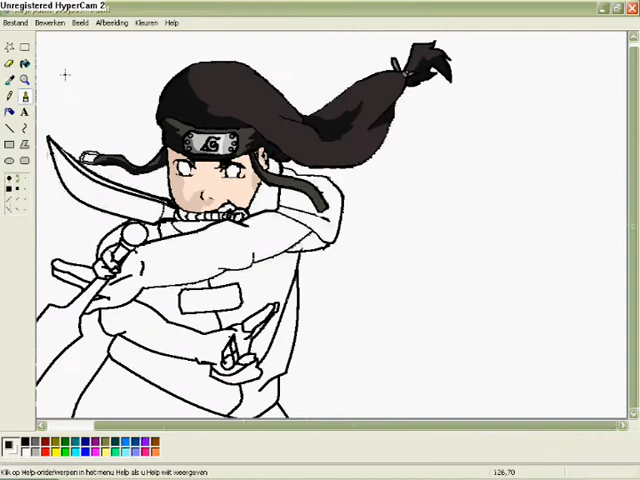 Unregistered HyperCam 2
Bestand Bewerken Beeld Afbeelding Kleuren Help
A
Klik op Help-onderwerpen in het menu Help als u Help wilt weergeven.
126,70